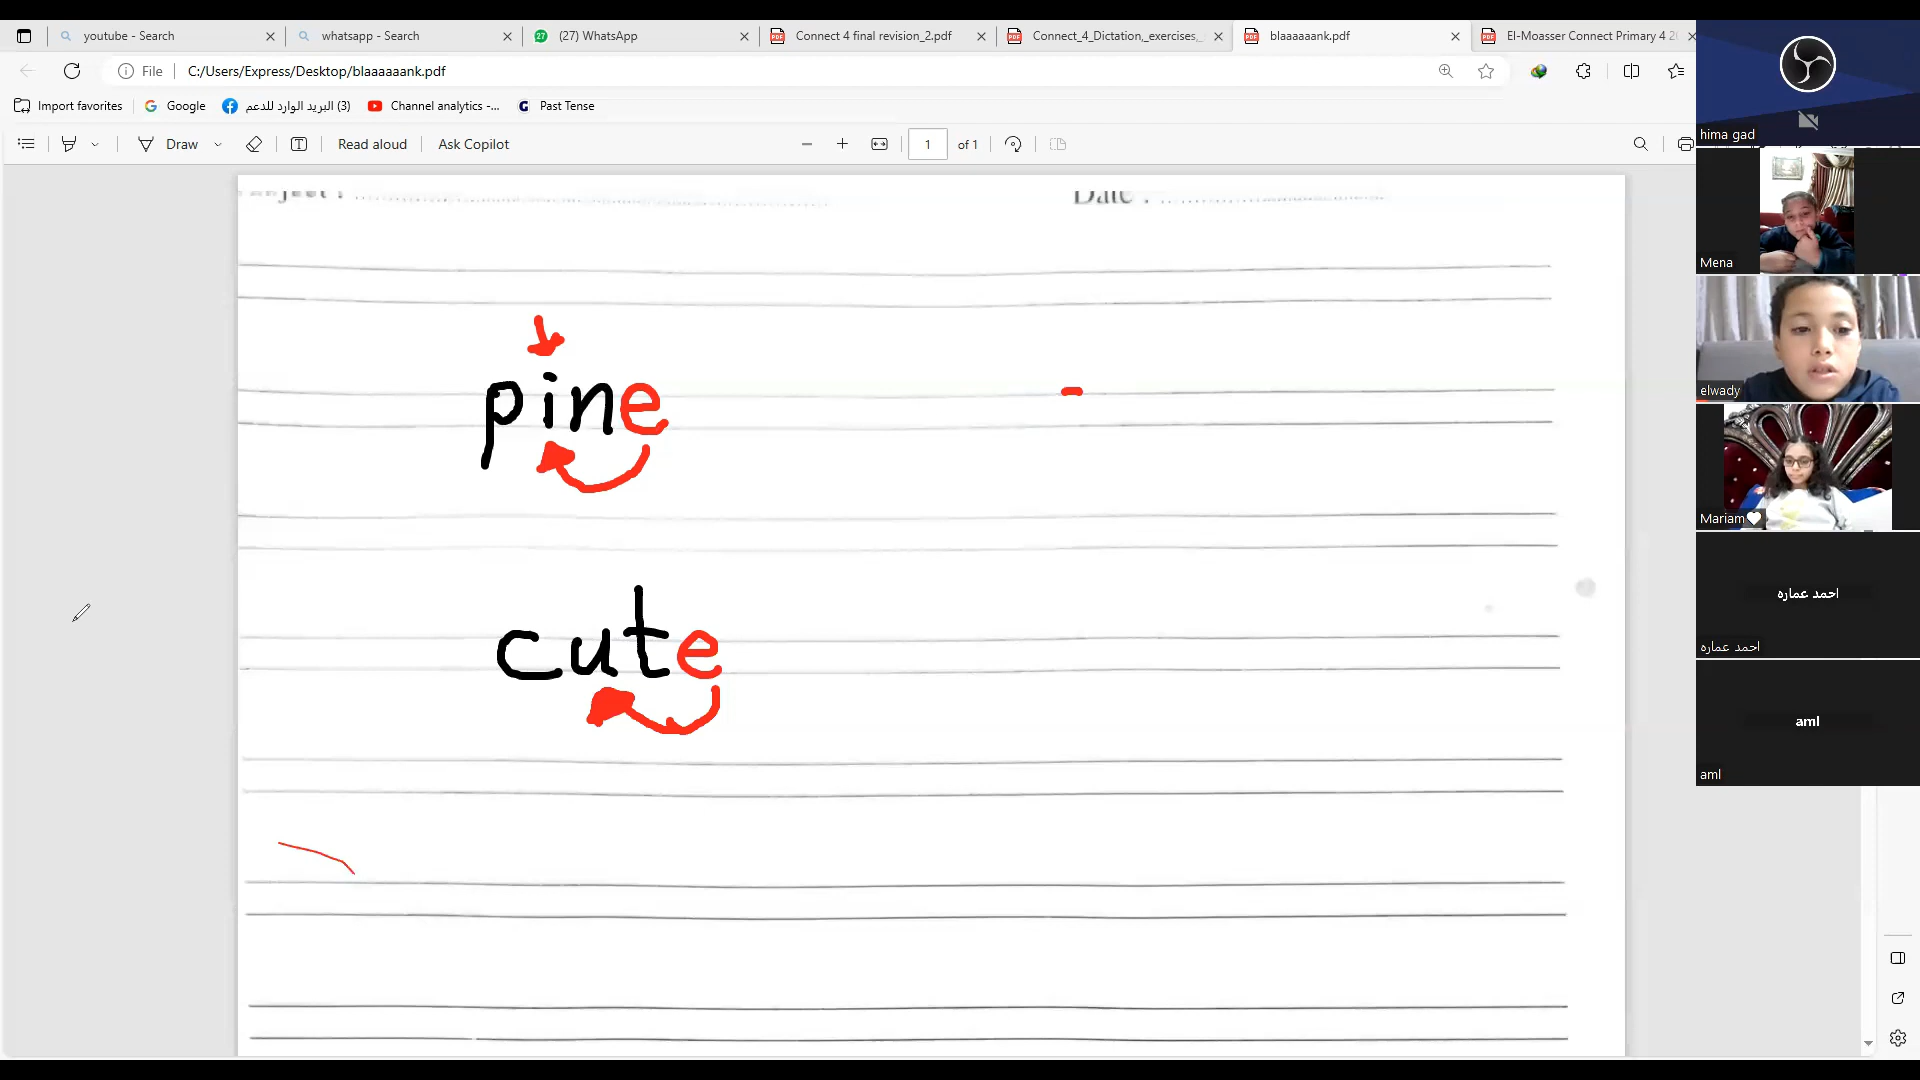 youtube - Search
whatsapp - Search
(27) WhatsApp
Connect 4 final revision_2.pdf
Connect_4_Dictation,_exercises,
blaaaaaank.pdf
El-Moasser Connect Primary 4 2
File
C:/Users/Express/Desktop/blaaaaaank.pdf
Import favorites
Google
(3) البريد الوارد للدعم
Channel analytics -...
Past Tense
Draw
Read aloud
Ask Copilot
1 of 1
Date :
pine
cute
hima gad
Mena
elwady
Mariam
احمد عماره
احمد عماره
aml
aml